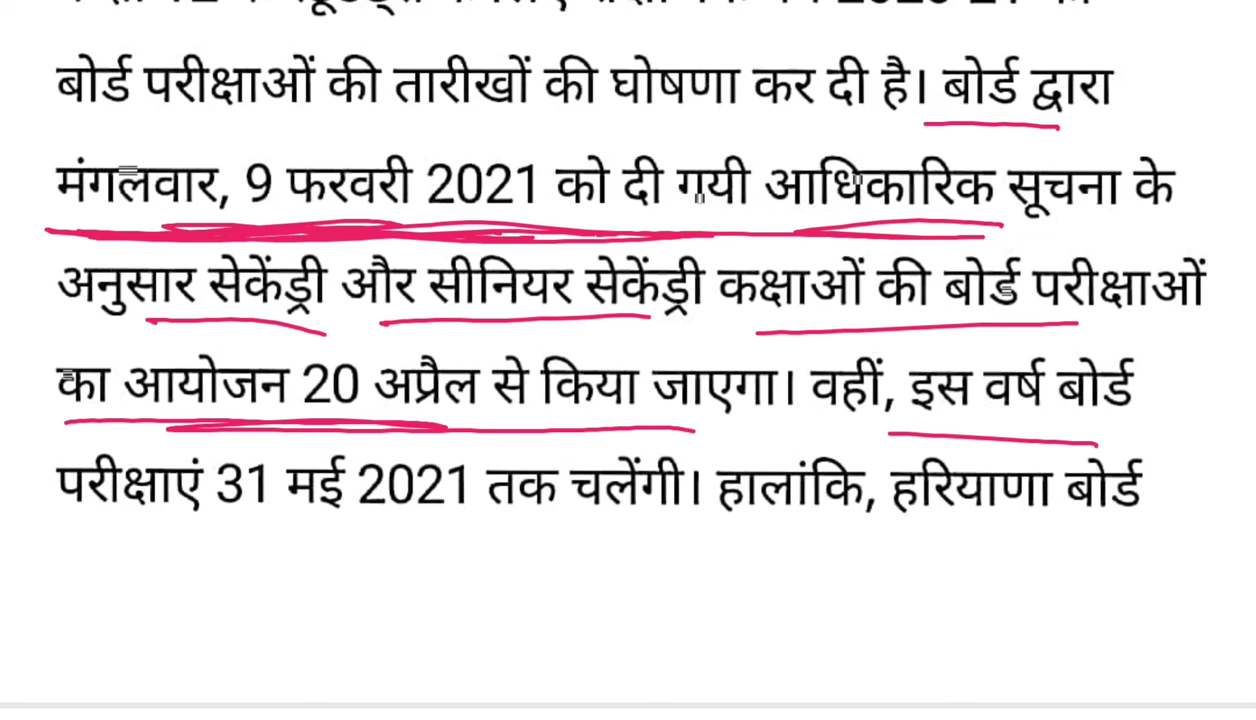 बोर्ड परीक्षाओं की तारीखों की घोषणा कर दी है। बोर्ड द्वारा
मंगलवार, 9 फरवरी 2021 को दी गयी आधिकारिक सूचना के
अनुसार सेकेंड्री और सीनियर सेकेंड्री कक्षाओं की बोर्ड परीक्षाओं
का आयोजन 20 अप्रैल से किया जाएगा। वहीं, इस वर्ष बोर्ड
परीक्षाएं 31 मई 2021 तक चलेंगी। हालांकि, हरियाणा बोर्ड